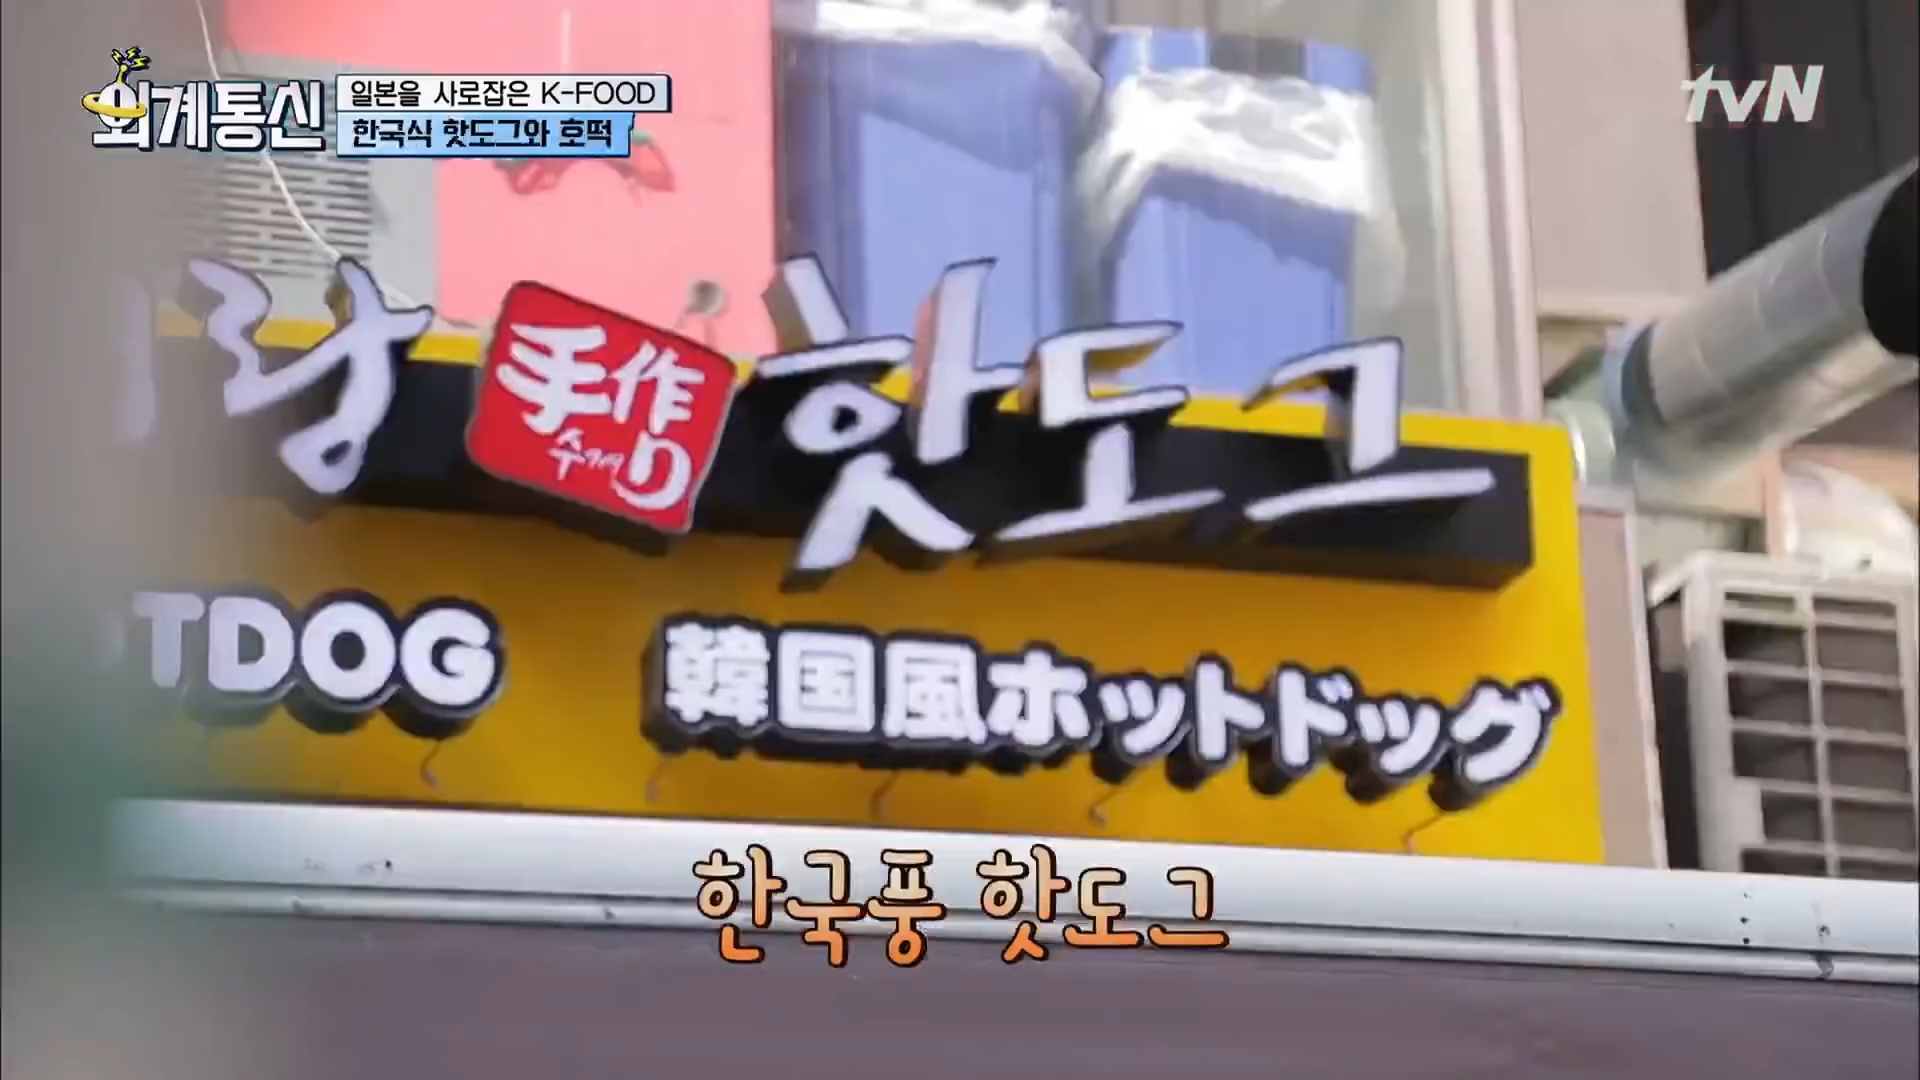 외계통신
일본을 사로잡은 K-FOOD
한국식 핫도그와 호떡
tvN
랑 手作り 핫도그
TDOG 韓国風ホットドッグ
한국풍 핫도그